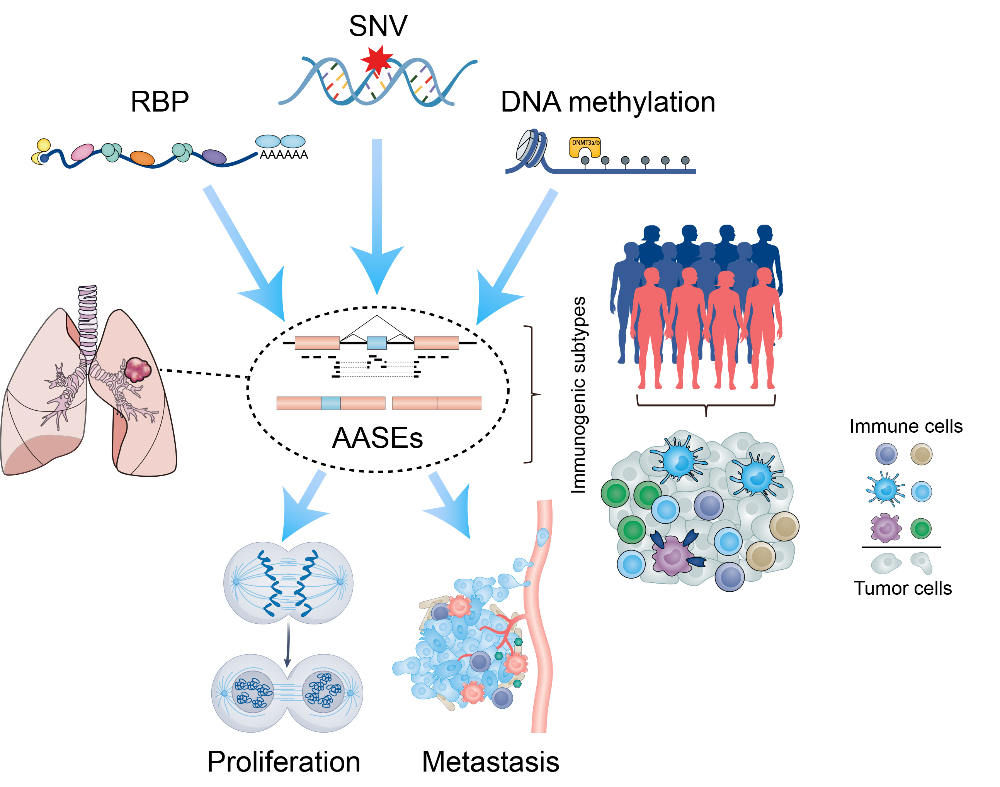 SNV
RBP
DNA methylation
DNMT3a/b
AAAAAA
Immunogenic subtypes
AASEs
Immune cells
Tumor cells
Proliferation
Metastasis